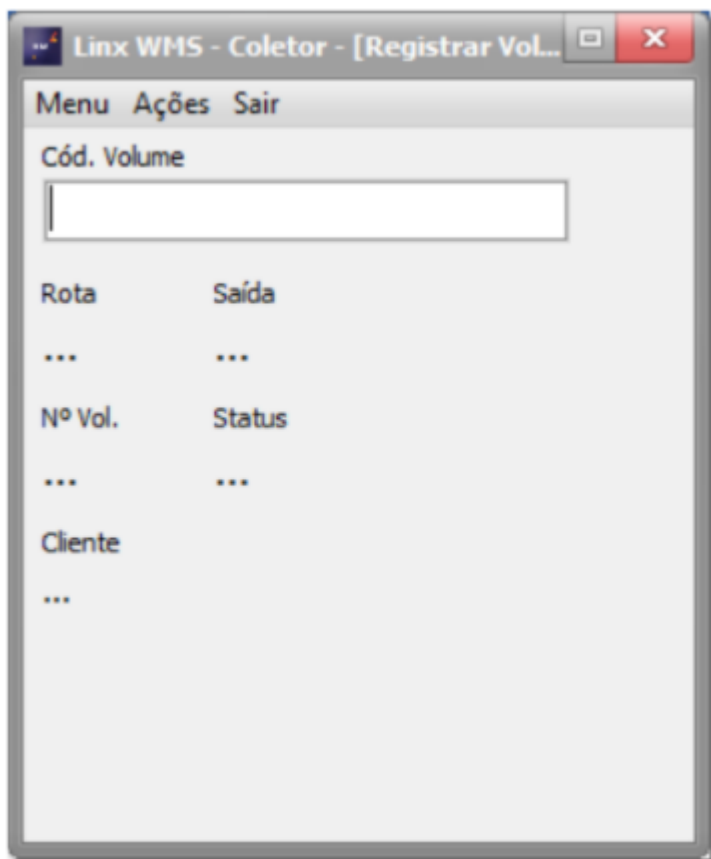 Linx WMS - Coletor - [Registrar Vol...
Menu Ações Sair
Cód. Volume
Rota Saída
... ...
Nº Vol. Status
... ...
Cliente
...